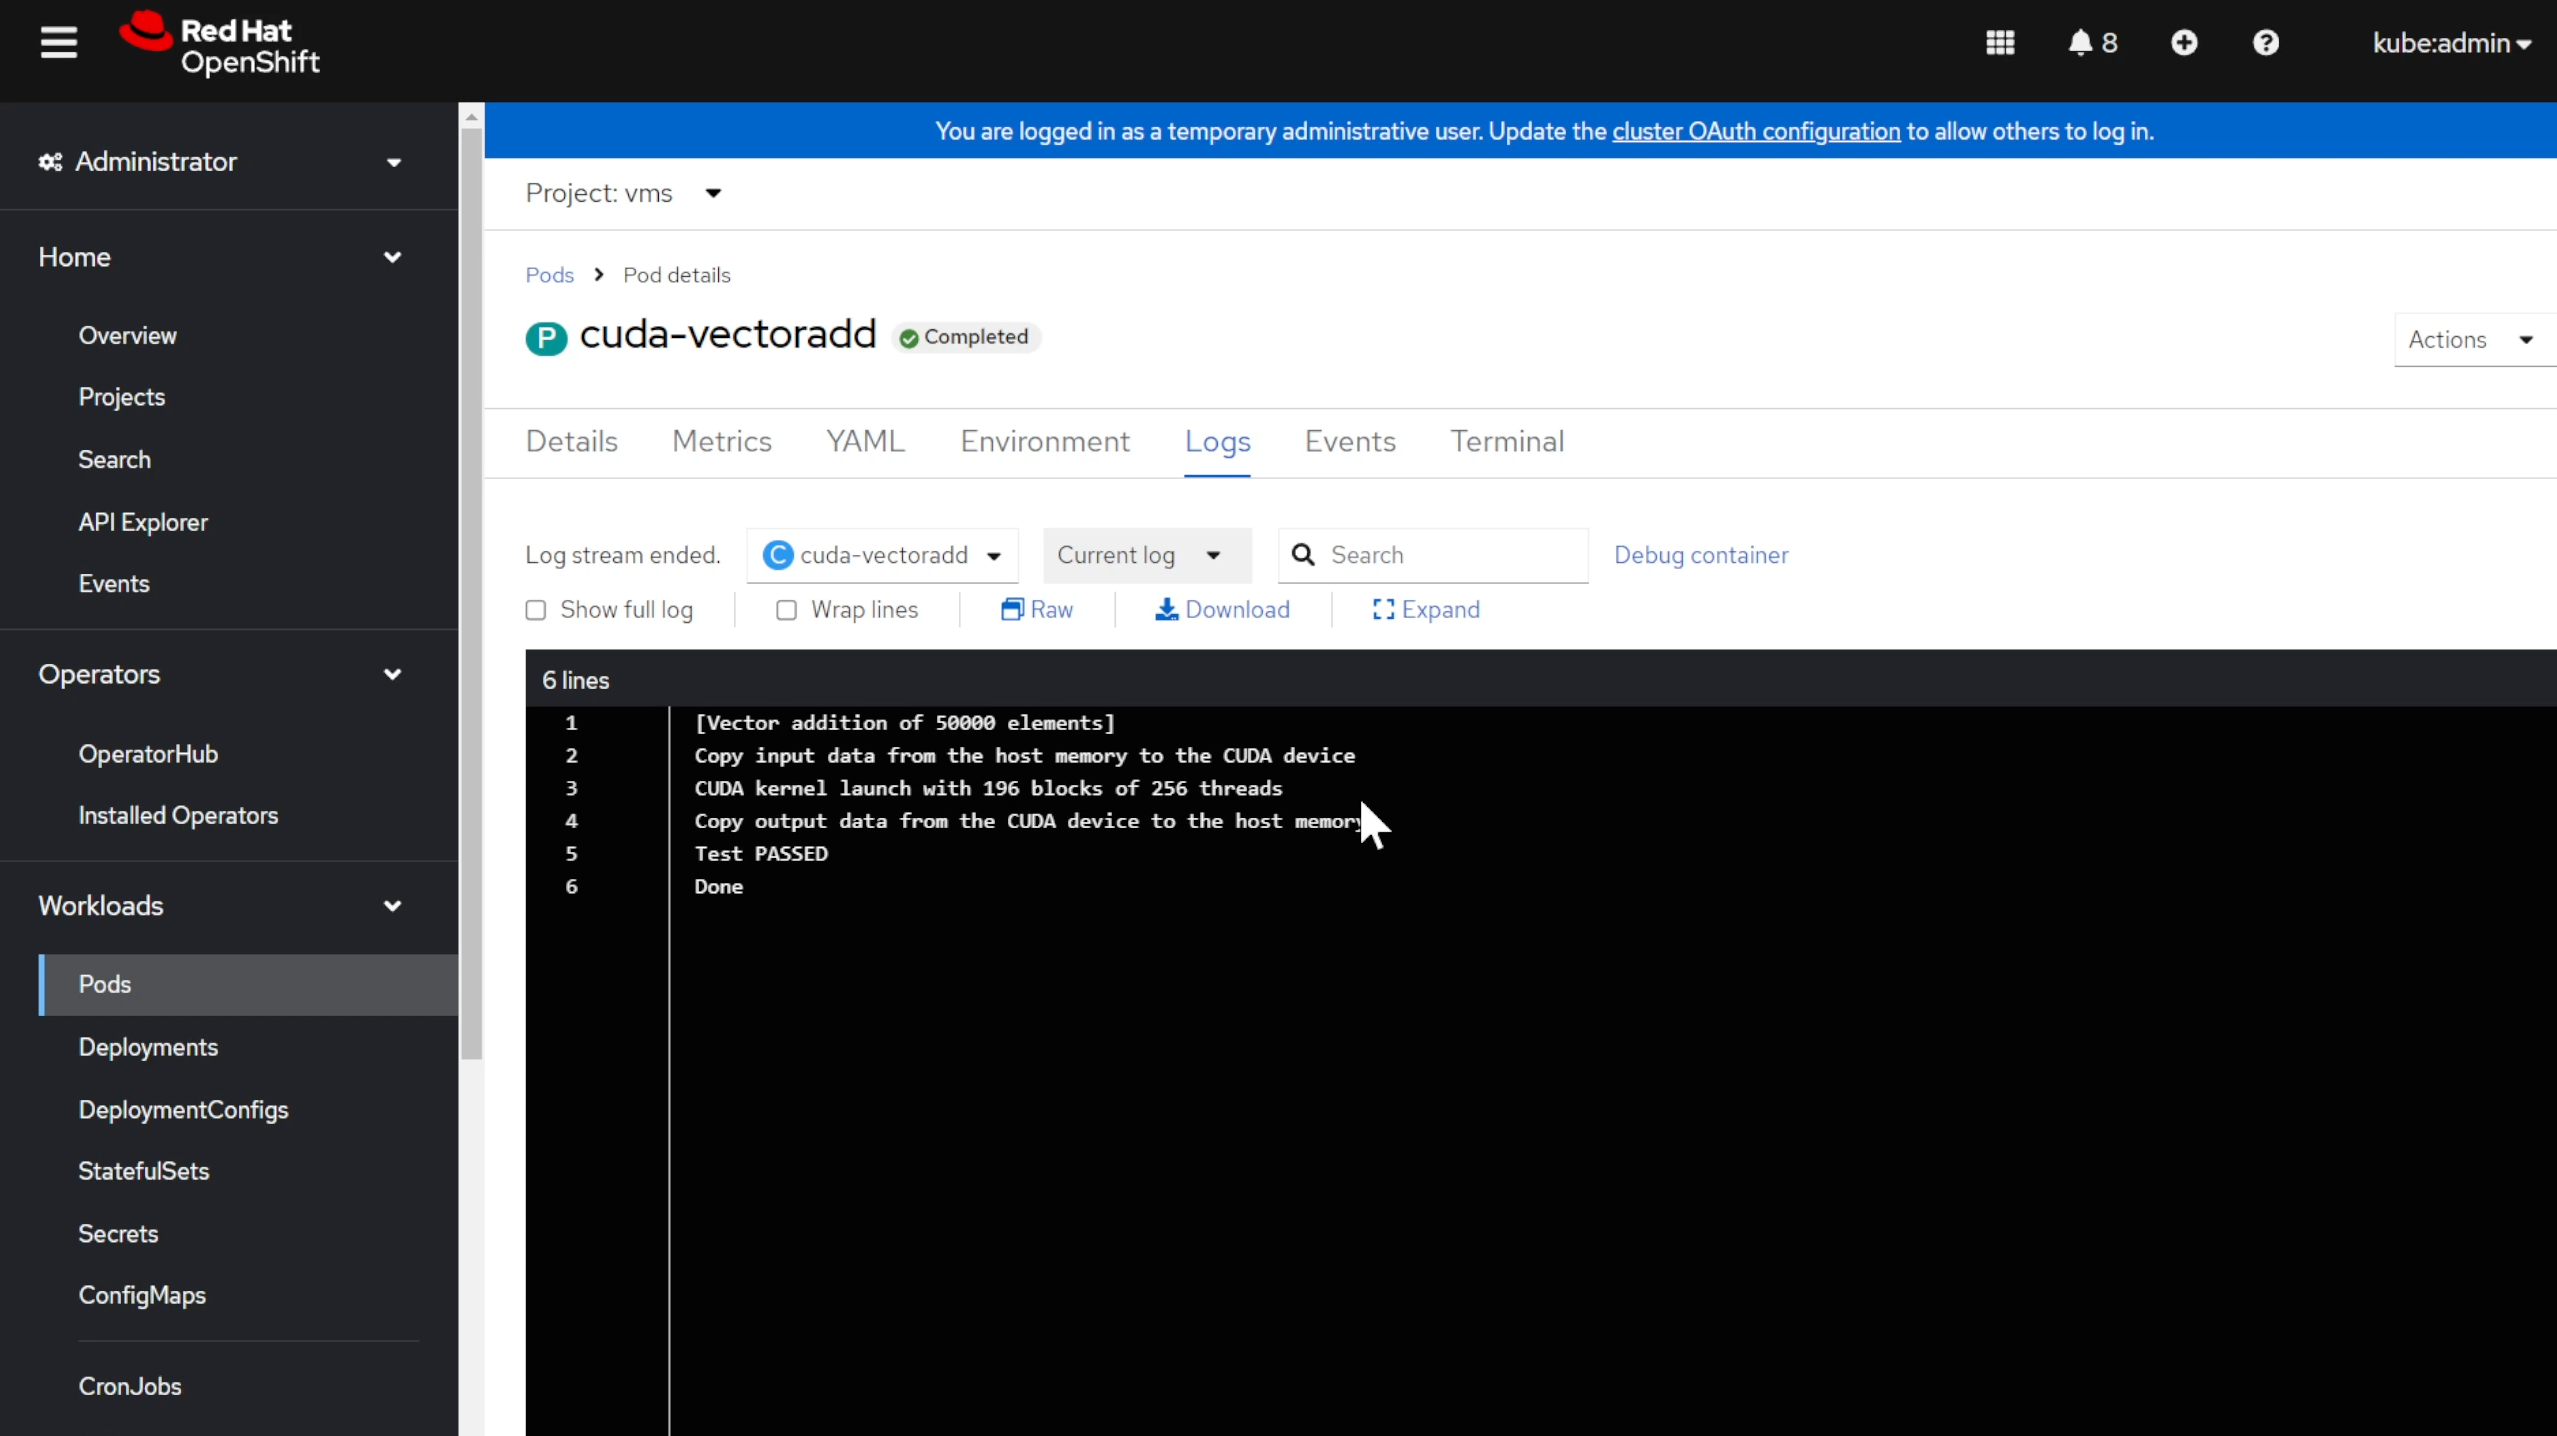 Red Hat
OpenShift
8
kube:admin
You are logged in as a temporary administrative user. Update the cluster OAuth configuration to allow others to log in.
Administrator
Home
Overview
Projects
Search
API Explorer
Events
Operators
OperatorHub
Installed Operators
Workloads
Pods
Deployments
DeploymentConfigs
StatefulSets
Secrets
ConfigMaps
CronJobs
Project: vms
Pods Pod details
P cuda-vectoradd Completed
Actions
Details Metrics YAML Environment Logs Events Terminal
Log stream ended. C cuda-vectoradd Current log Search Debug container
Show full log Wrap lines Raw Download Expand
6 lines
1 [Vector addition of 50000 elements]
2 Copy input data from the host memory to the CUDA device
3 CUDA kernel launch with 196 blocks of 256 threads
4 Copy output data from the CUDA device to the host memory
5 Test PASSED
6 Done